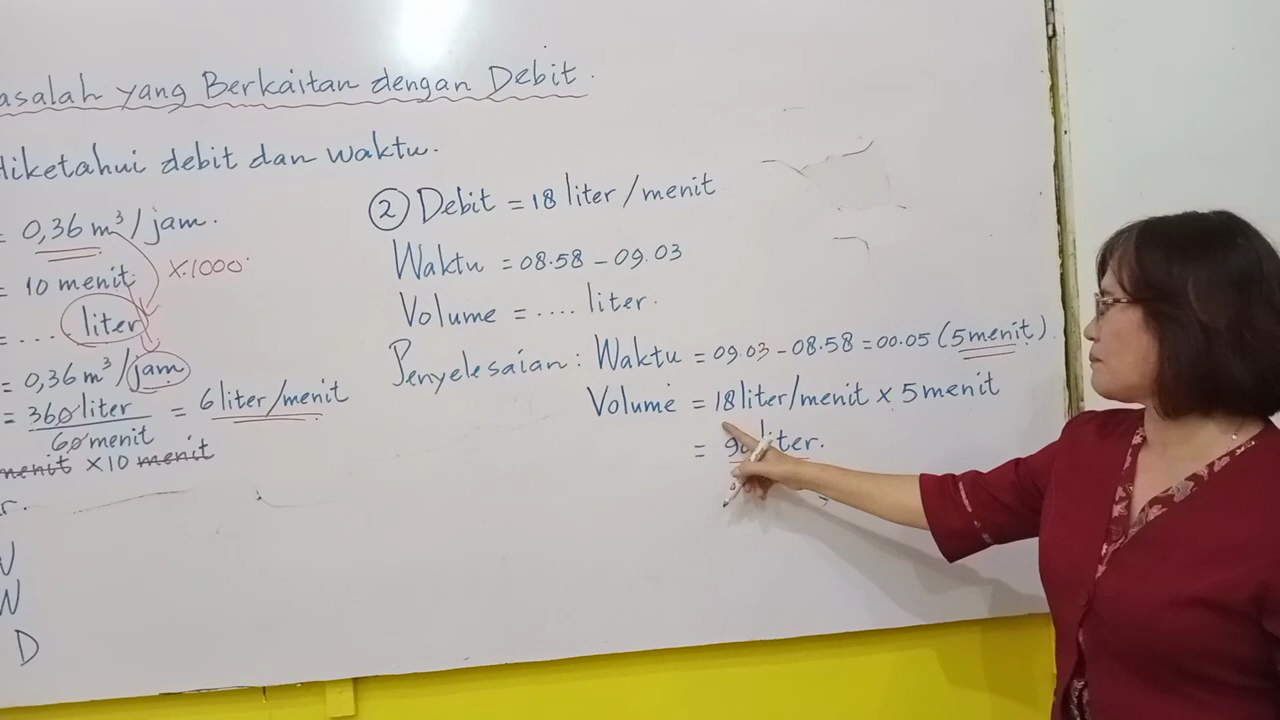 asalah yang Berkaitan dengan Debit.
diketahui debit dan waktu.
= 0,36 m³/jam.
x.1000
= 10 menit
= .... liter
= 0,36 m³/jam
= 360 liter / 60 menit = 6 liter/menit
menit x 10 menit
r.
W
D
② Debit = 18 liter/menit
Waktu = 08.58 - 09.03
Volume = .... liter.
Penyelesaian : Waktu = 09.03 - 08.58 = 00.05 (5 menit).
Volume = 18 liter/menit x 5 menit
= 90 liter.